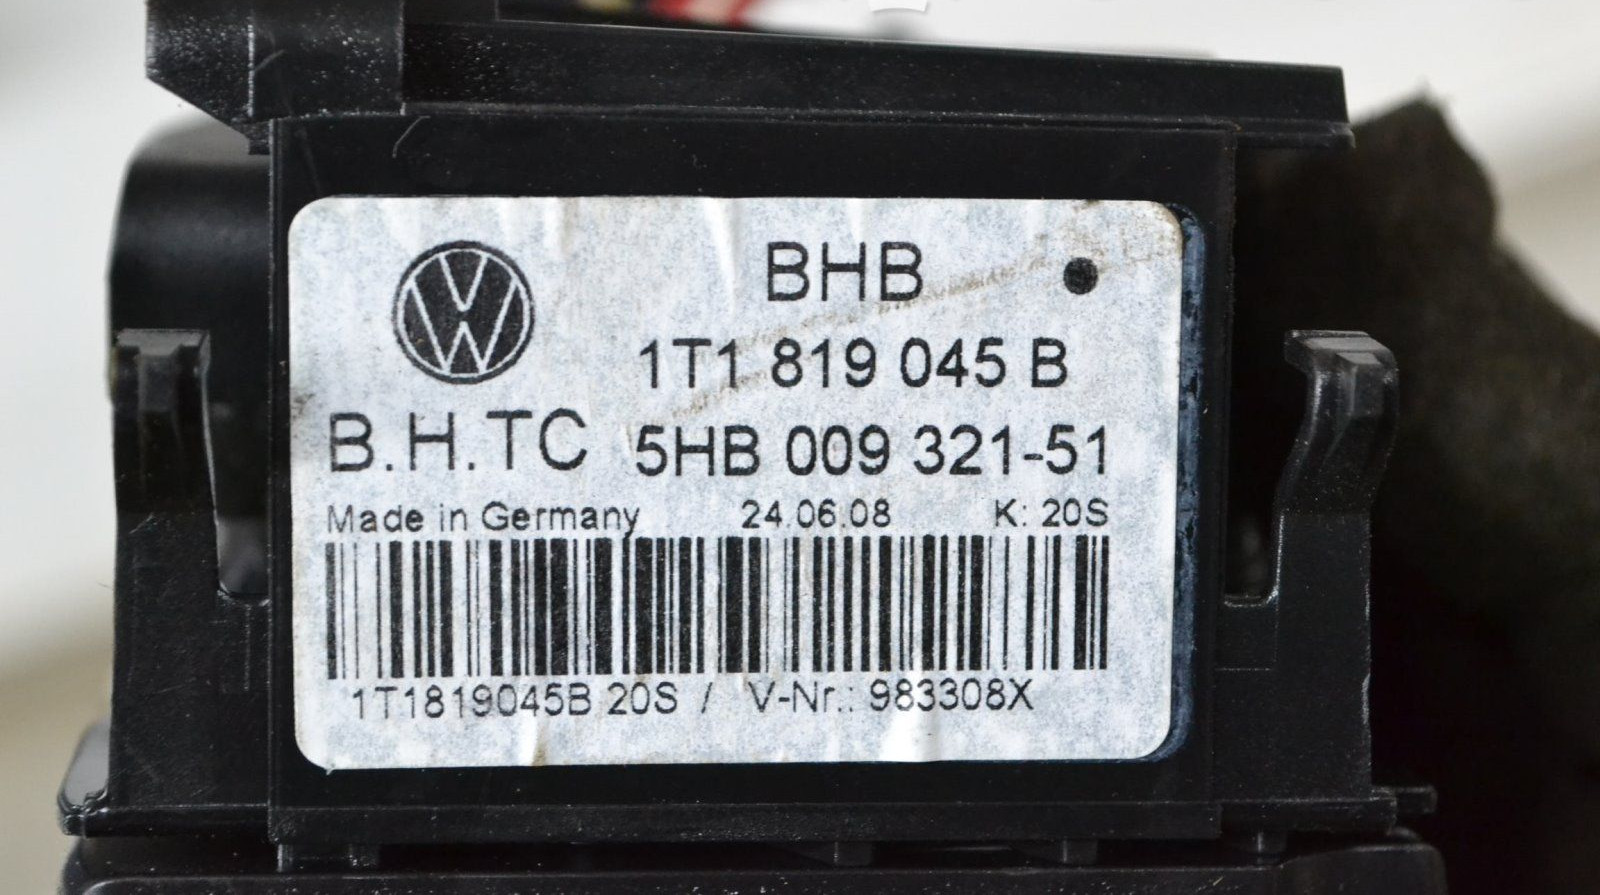 BHB
1T1 819 045 B
B.H.TC 5HB 009 321-51
Made in Germany 24.06.08 K: 20S
1T1819045B 20S / V-Nr.: 983308X